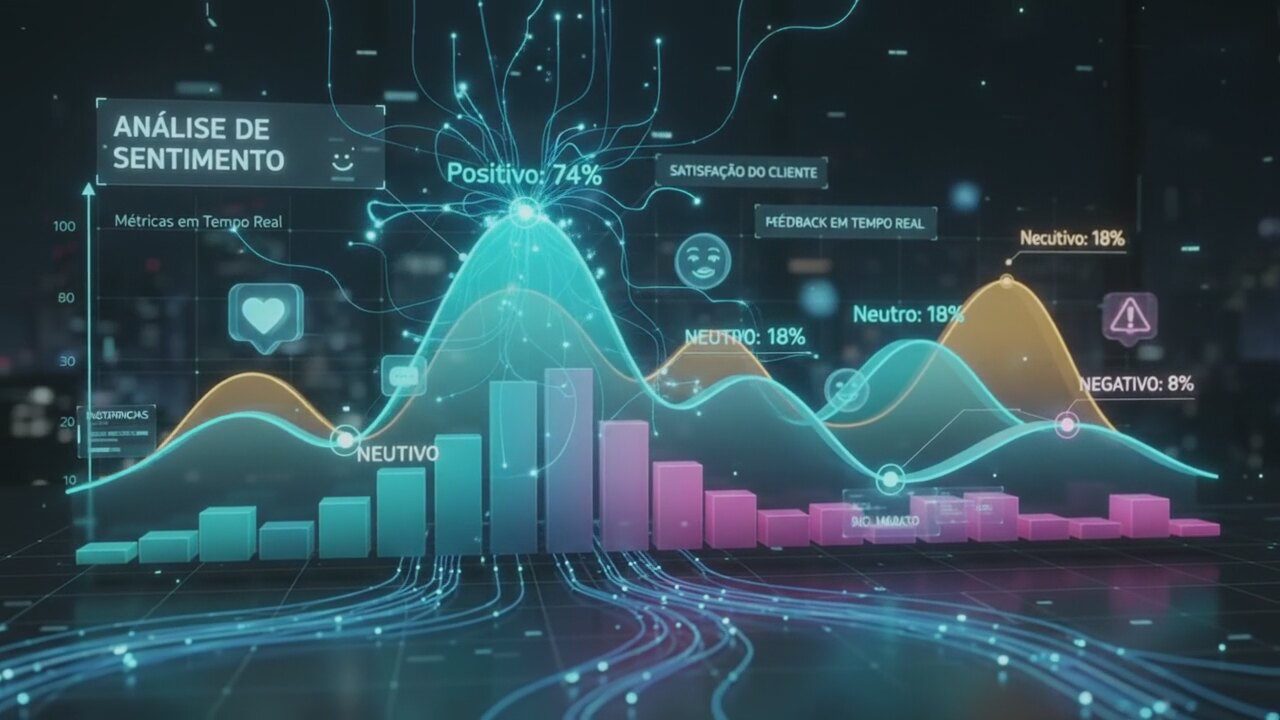 ANÁLISE DE
SENTIMENTO
Positivo: 74%
SATISFAÇÃO DO CLIENTE
Métricas em Tempo Real
MÉDBACK EM TEMPO REAL
100
Necutivo: 18%
80
Neutro: 18%
NEUTIVO: 18%
30
NEGATIVO: 8%
20
NEUTIVO
10